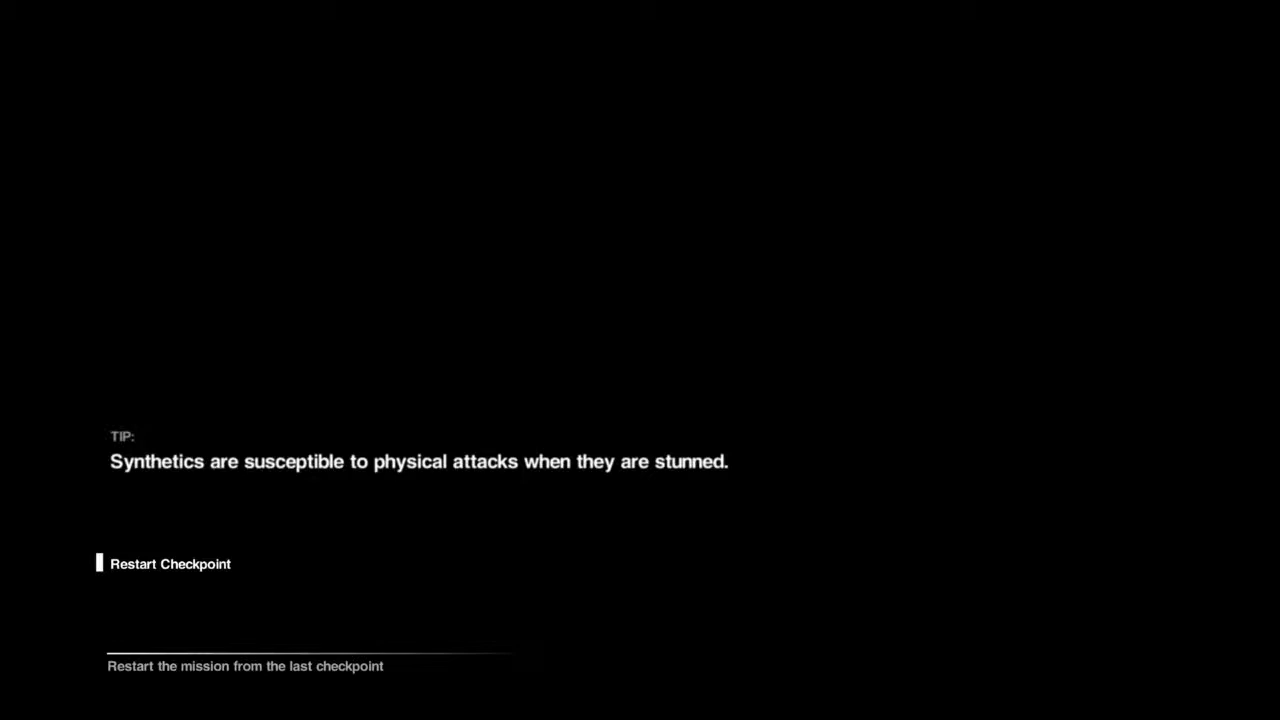 TIP:
Synthetics are susceptible to physical attacks when they are stunned.
Restart Checkpoint
Restart the mission from the last checkpoint